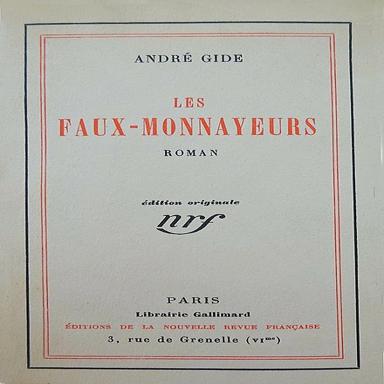 ANDRÉ GIDE
LES
FAUX-MONNAYEURS
ROMAN
édition originale
nrf
PARIS
Librairie Gallimard
ÉDITIONS DE LA NOUVELLE REVUE FRANÇAISE
3, rue de Grenelle (VIme)